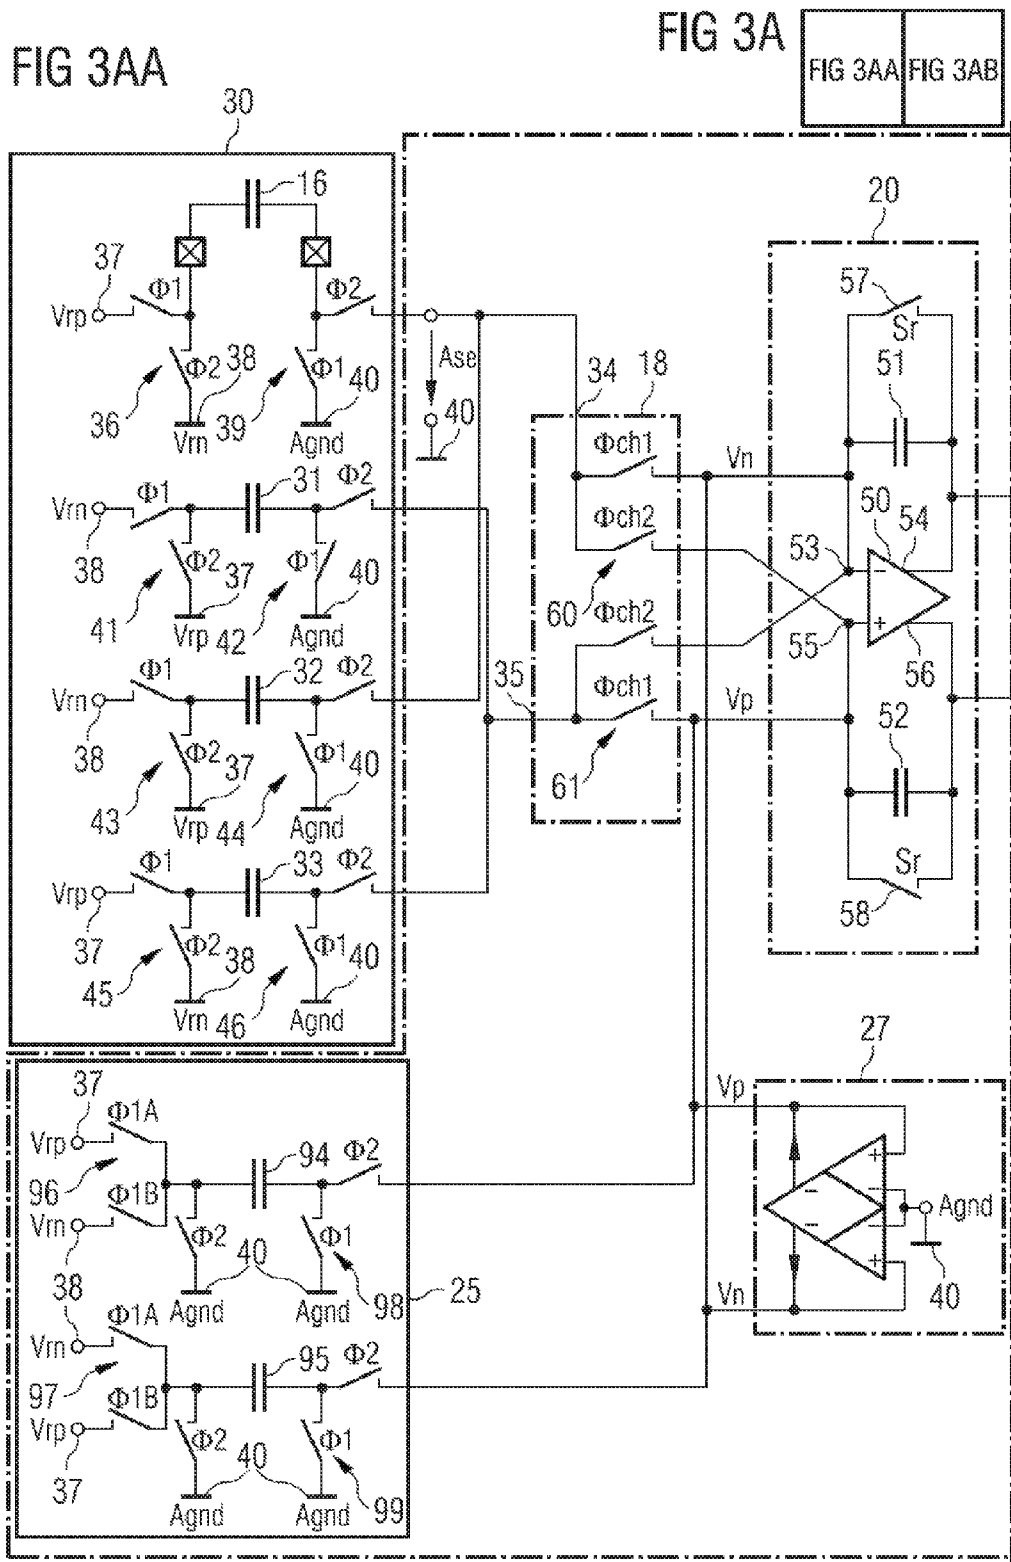 FIG 3A
FIG 3AA FIG 3AB
FIG 3AA
30
16
37
Φ1
Φ2
Vrp
Φ2 38
Φ1 40
36
Vrn
39
Agnd
Ase
40
34
18
20
57
Sr
51
Φch1
Vn
Φ1
31
Φ2
Vrn
38
Φ2 37
Φ1 40
41
Vrp
42
Agnd
Φch2
60
53
50
54
55
56
Φch2
Φch1
61
35
Vp
52
Sr
58
Φ1
32
Φ2
Vrn
38
Φ2 37
Φ1 40
43
Vrp
44
Agnd
Φ1
33
Φ2
Vrp
37
Φ2 38
Φ1 40
45
Vrn
46
Agnd
37
Φ1A
Vrp
96
Φ1B
Vrn
38
94
Φ2
Φ2
40
Φ1
Agnd
Agnd
98
25
Φ1A
Vrn
97
Φ1B
Vrp
37
95
Φ2
Φ2
40
Φ1
Agnd
Agnd
99
27
Vp
+
−
−
−
−
+
Agnd
40
Vn
−
+